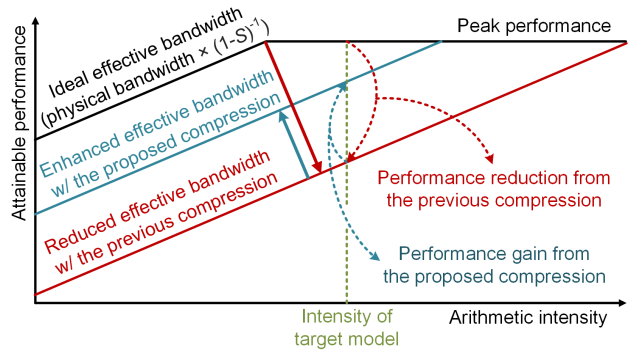 Peak performance
Attainable performance
Ideal effective bandwidth
(physical bandwidth × (1-S)⁻¹)
Enhanced effective bandwidth
w/ the proposed compression
Reduced effective bandwidth
w/ the previous compression
Performance reduction from
the previous compression
Performance gain from
the proposed compression
Intensity of
target model
Arithmetic intensity